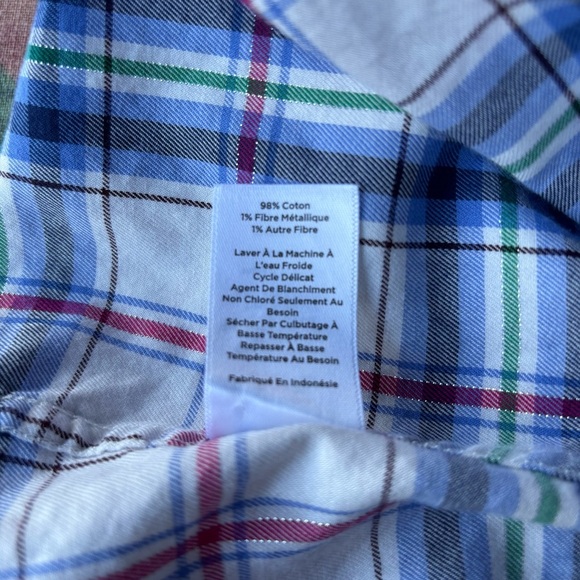 98% Coton
1% Fibre Métallique
1% Autre Fibre
Laver À La Machine À
L'eau Froide
Cycle Délicat
Agent De Blanchiment
Non Chloré Seulement Au
Besoin
Sécher Par Culbutage À
Basse Température
Repasser À Basse
Température Au Besoin
Fabriqué En Indonésie